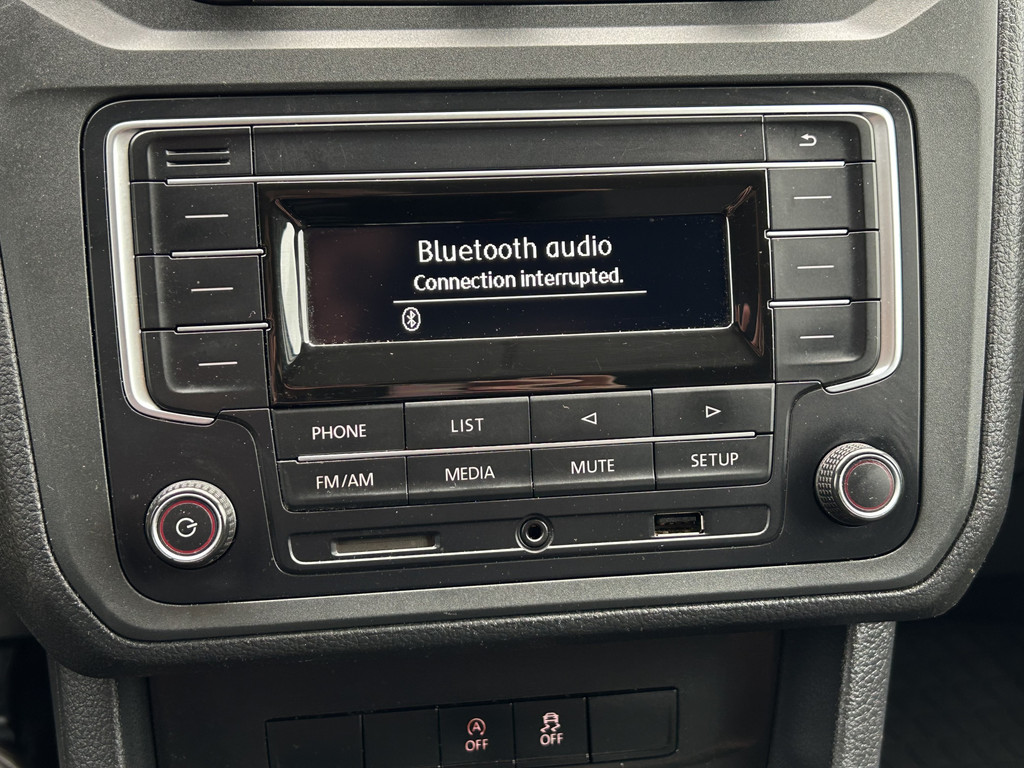 Bluetooth audio
Connection interrupted.
PHONE LIST
FM/AM MEDIA MUTE SETUP
A
OFF OFF